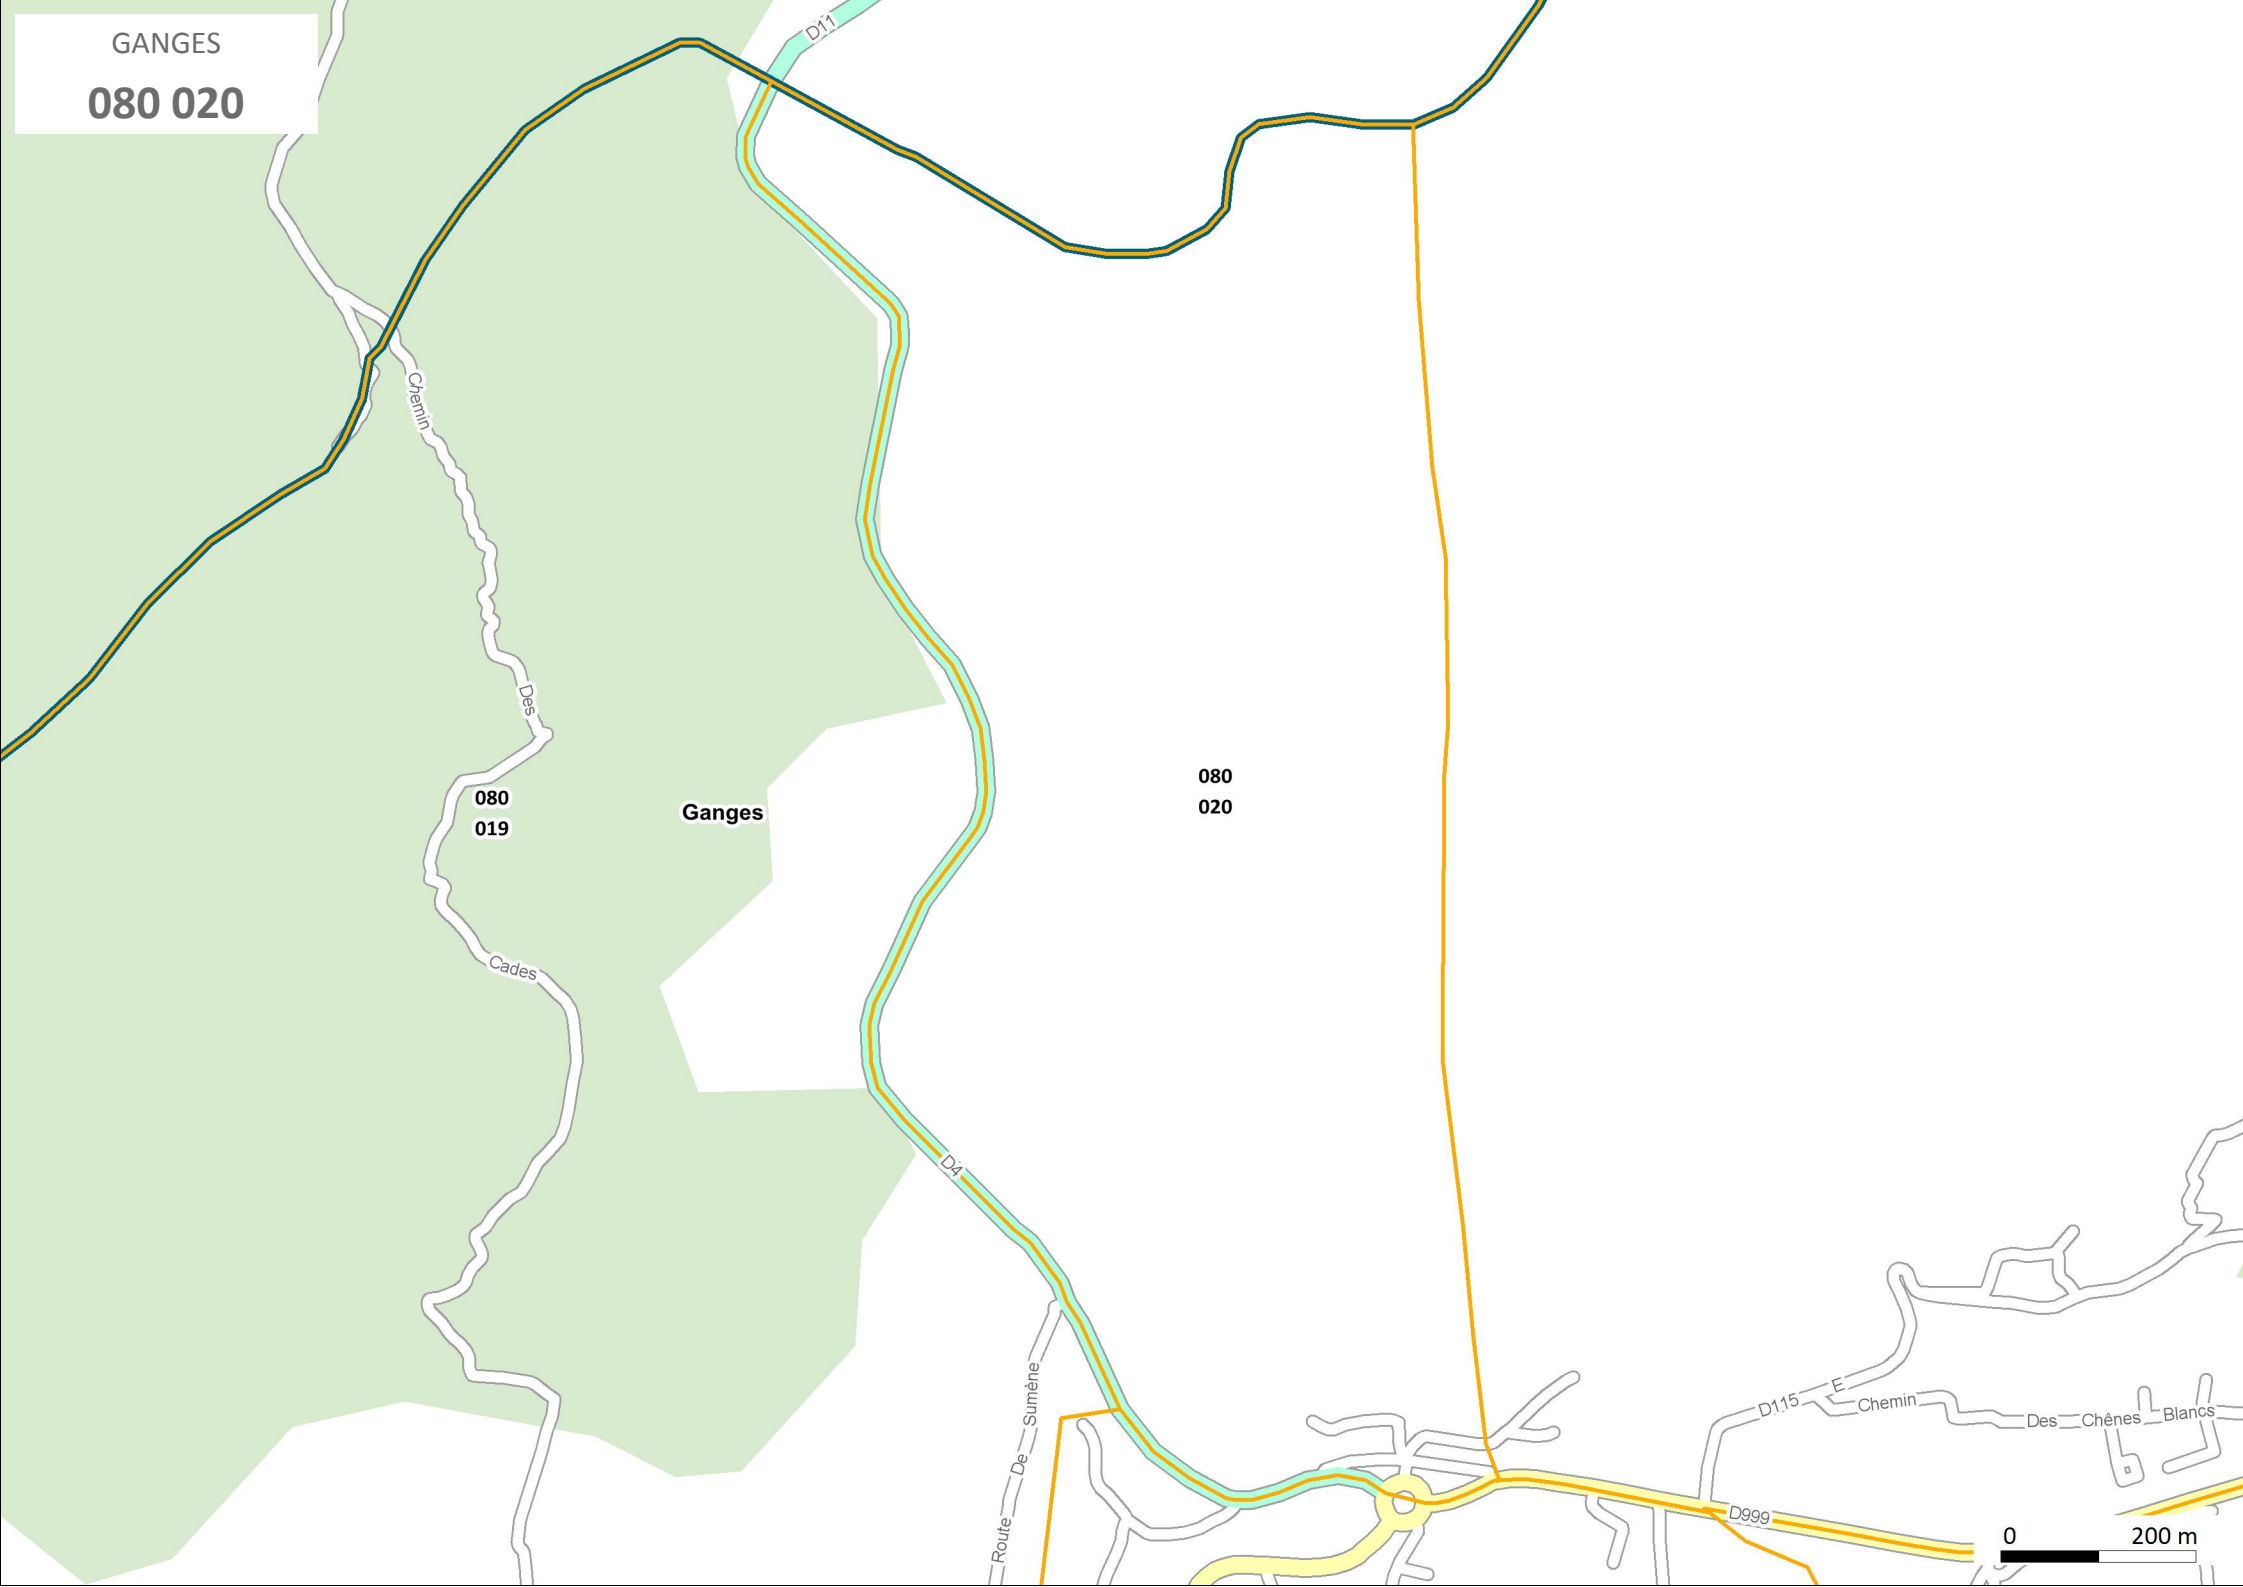 GANGES
080 020
D11
Chemin
Des
080
019
Ganges
080
020
Cades
D4
Route De Sumène
D115 E
Chemin Des Chênes Blancs
D999
0 200 m